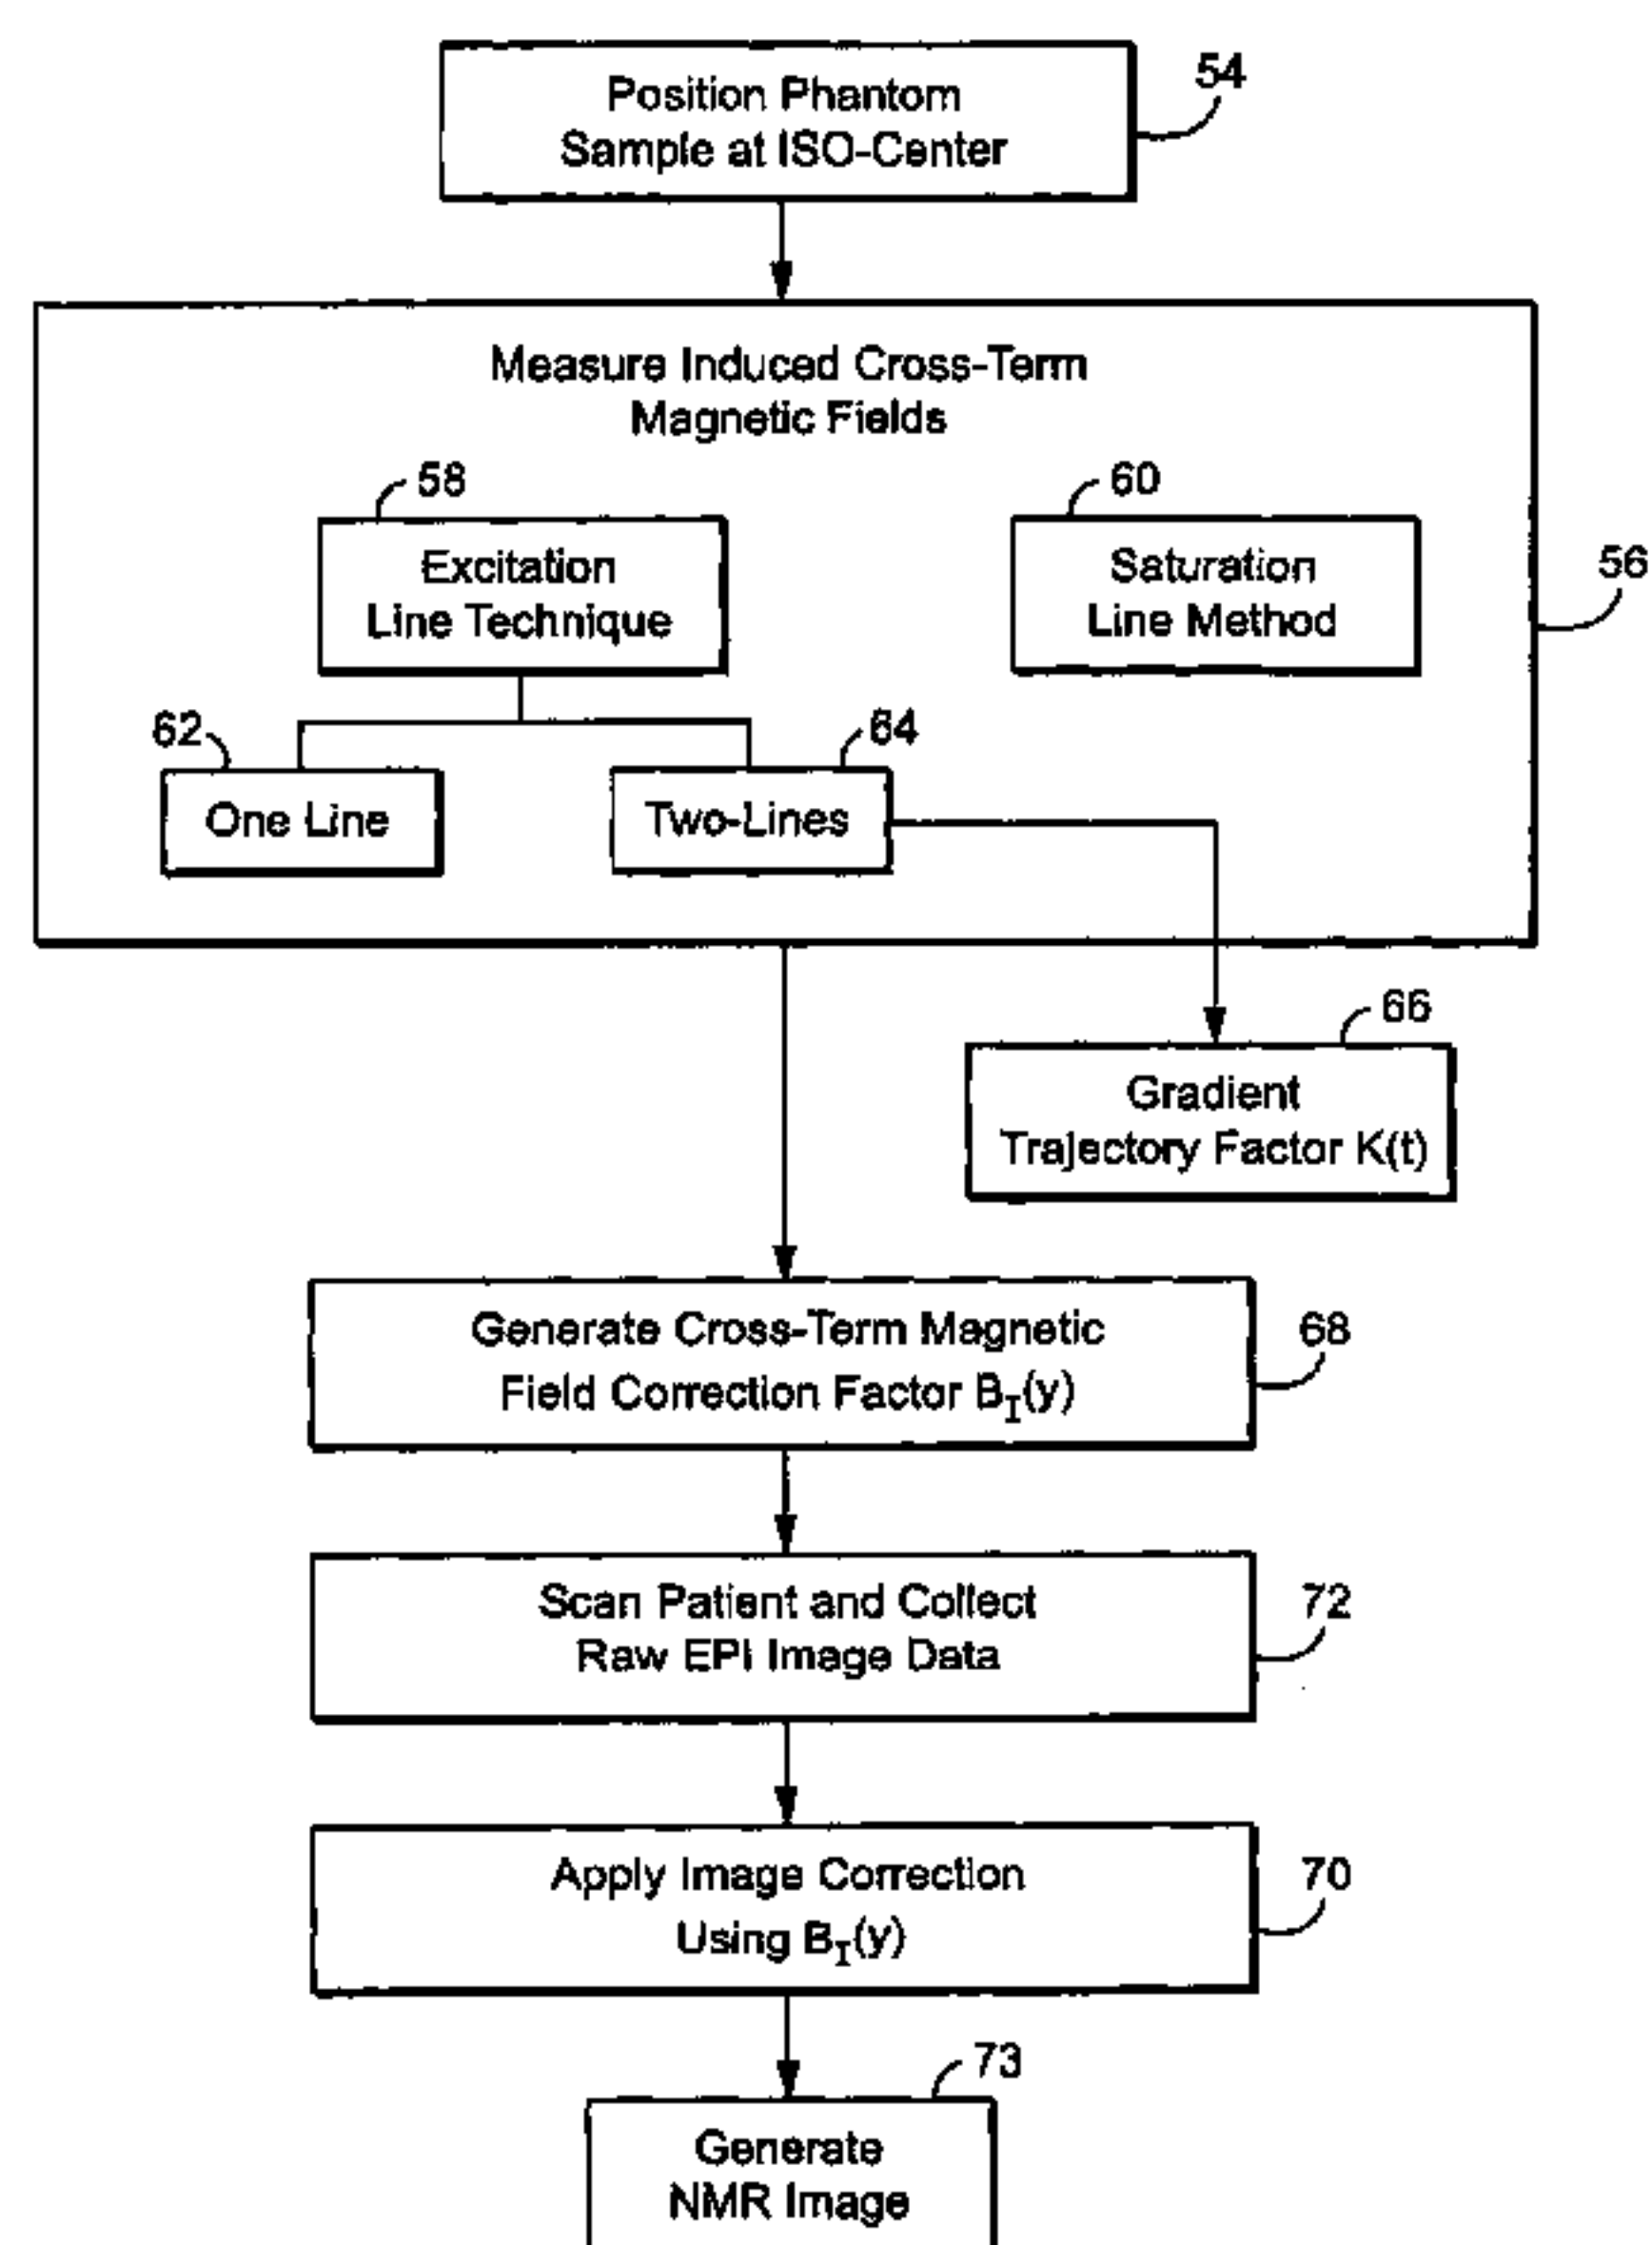 Position Phantom
Sample at ISO-Center
54
Measure Induced Cross-Term
Magnetic Fields
58
Excitation
Line Technique
60
Saturation
Line Method
56
62
One Line
64
Two-Lines
66
Gradient
Trajectory Factor K(t)
Generate Cross-Term Magnetic
Field Correction Factor B_I(y)
68
Scan Patient and Collect
Raw EPI Image Data
72
Apply Image Correction
Using B_I(y)
70
73
Generate
NMR Image